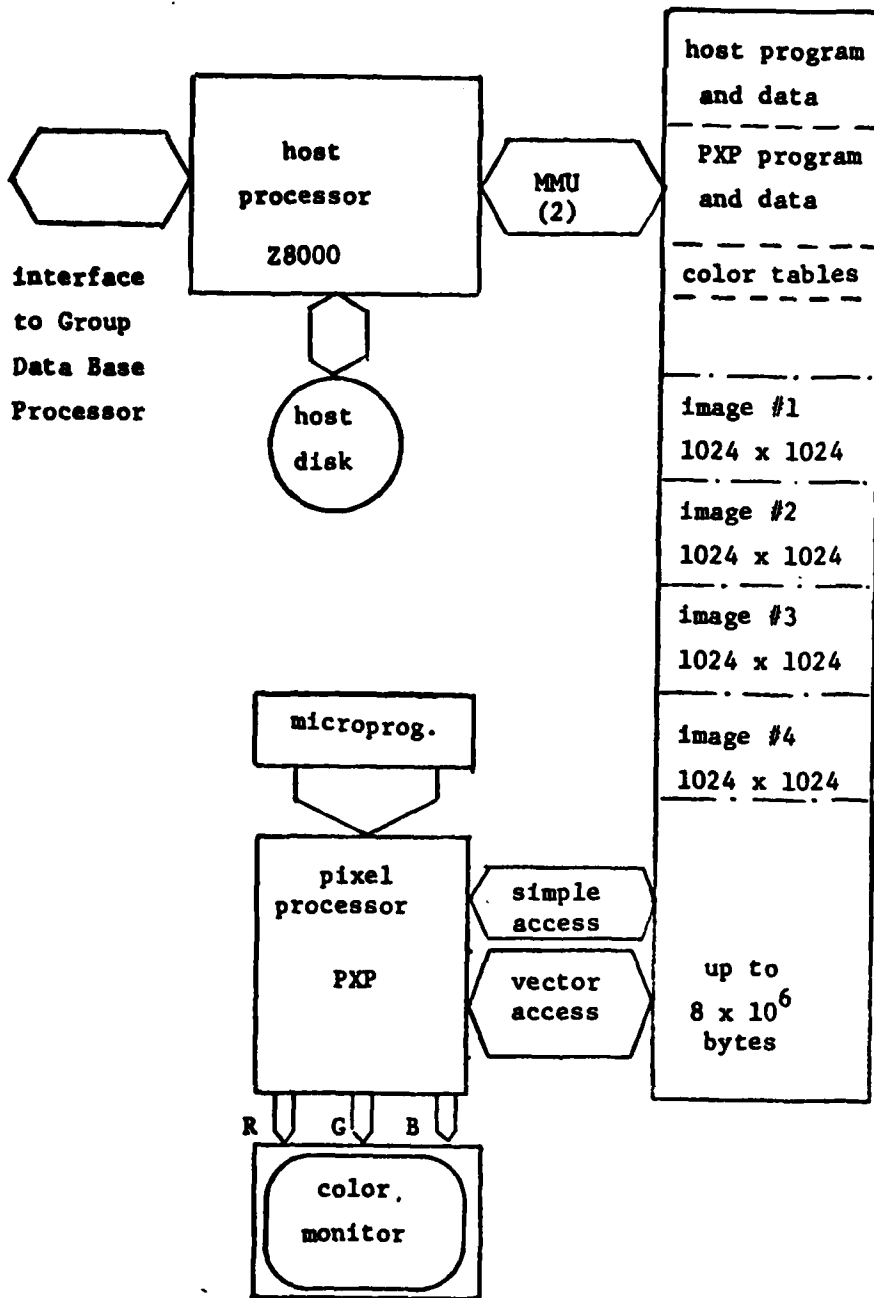 host
processor
Z8000
MMU
(2)
interface
to Group
Data Base
Processor
host
disk
host program
and data
PXP program
and data
color tables
image #1
1024 x 1024
image #2
1024 x 1024
image #3
1024 x 1024
image #4
1024 x 1024
up to
8 x 10⁶
bytes
microprog.
pixel
processor
PXP
simple
access
vector
access
R G B
color
monitor